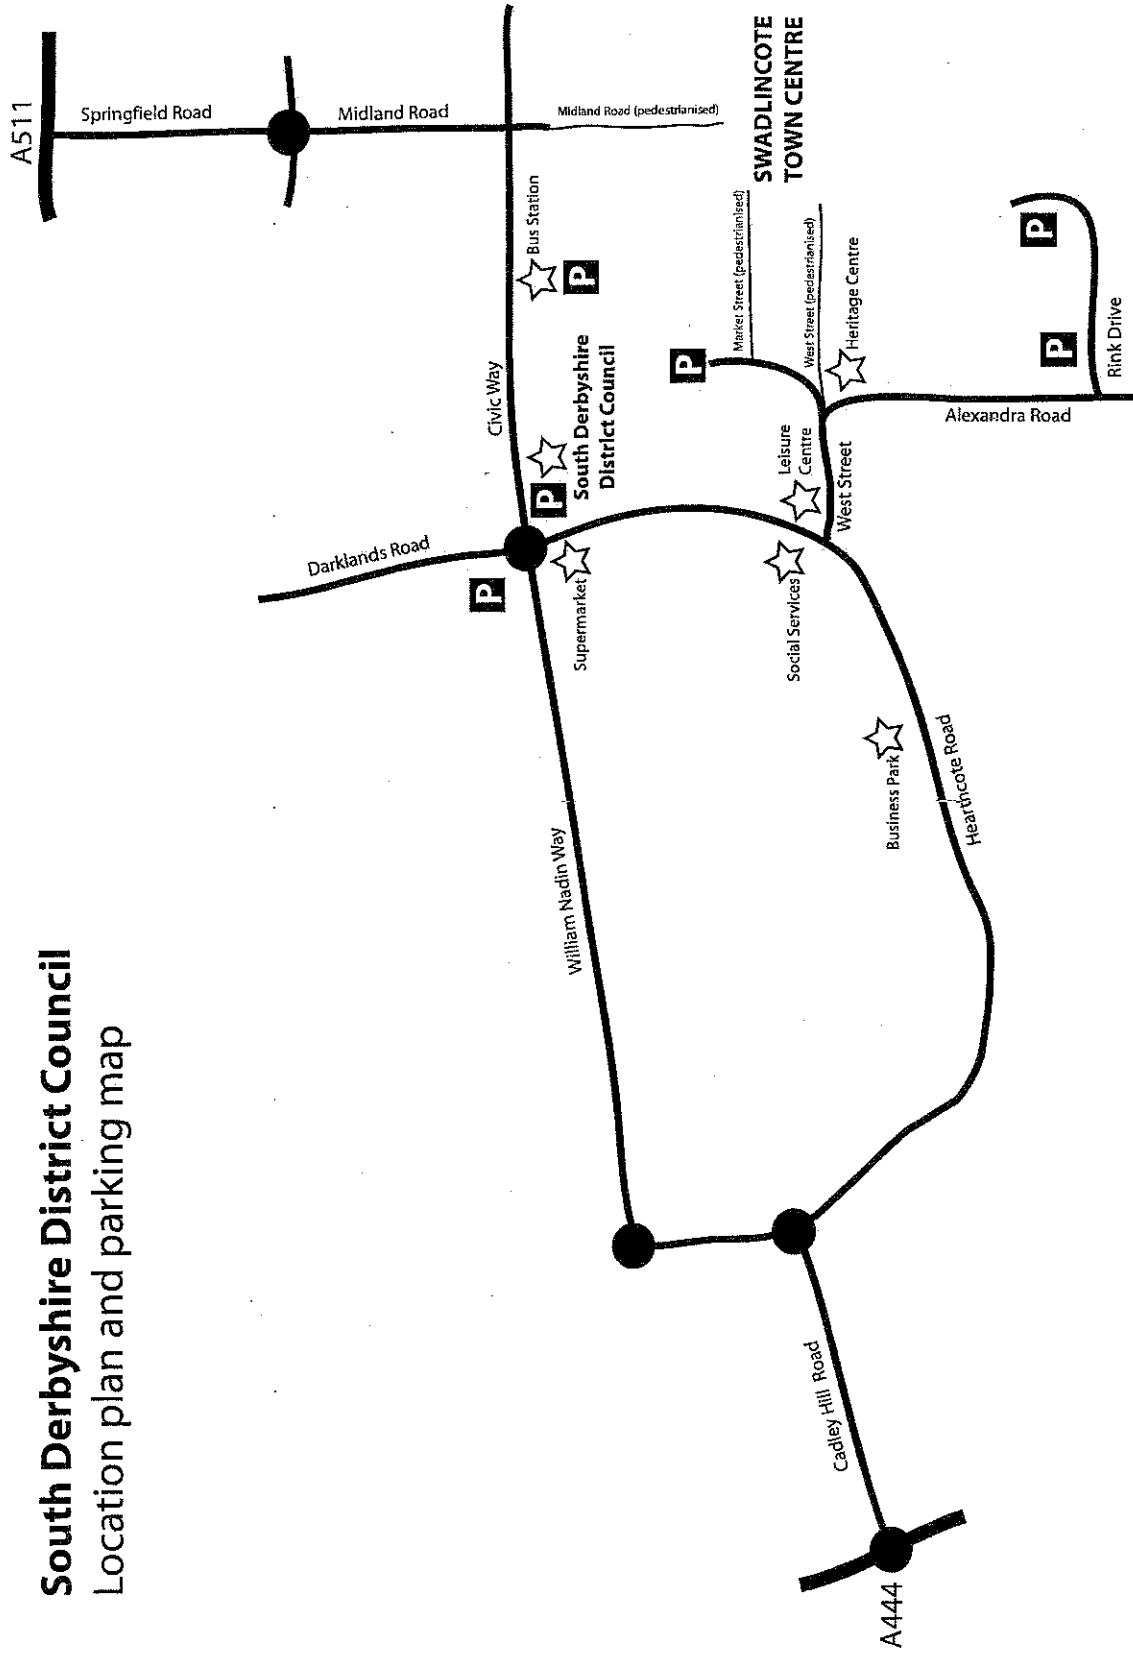 South Derbyshire District Council
Location plan and parking map
A511
Springfield Road
Midland Road
Midland Road (pedestrianised)
SWADLINCOTE
TOWN CENTRE
Bus Station
P
Civic Way
South Derbyshire
District Council
P
Darklands Road
P
Supermarket
P
Market Street (pedestrianised)
West Street (pedestrianised)
Heritage Centre
Leisure
Centre
West Street
Alexandra Road
Rink Drive
P
P
Social Services
Business Park
Hearthcote Road
William Nadin Way
Cadley Hill Road
A444